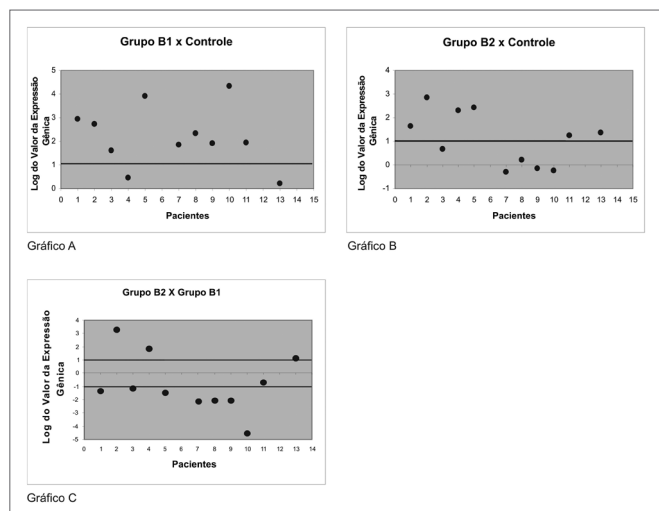 Grupo B1 x Controle
Log do Valor da Expressão
Gênica
5
4
3
2
1
0
0 1 2 3 4 5 6 7 8 9 10 11 12 13 14 15
Pacientes
Gráfico A
Grupo B2 x Controle
Log do Valor da Expressão
Gênica
4
3
2
1
0
-1
0 1 2 3 4 5 6 7 8 9 10 11 12 13 14 15
Pacientes
Gráfico B
Grupo B2 X Grupo B1
Log do Valor da Expressão
Gênica
4
3
2
1
0
-1
-2
-3
-4
-5
0 1 2 3 4 5 6 7 8 9 10 11 12 13 14
Pacientes
Gráfico C